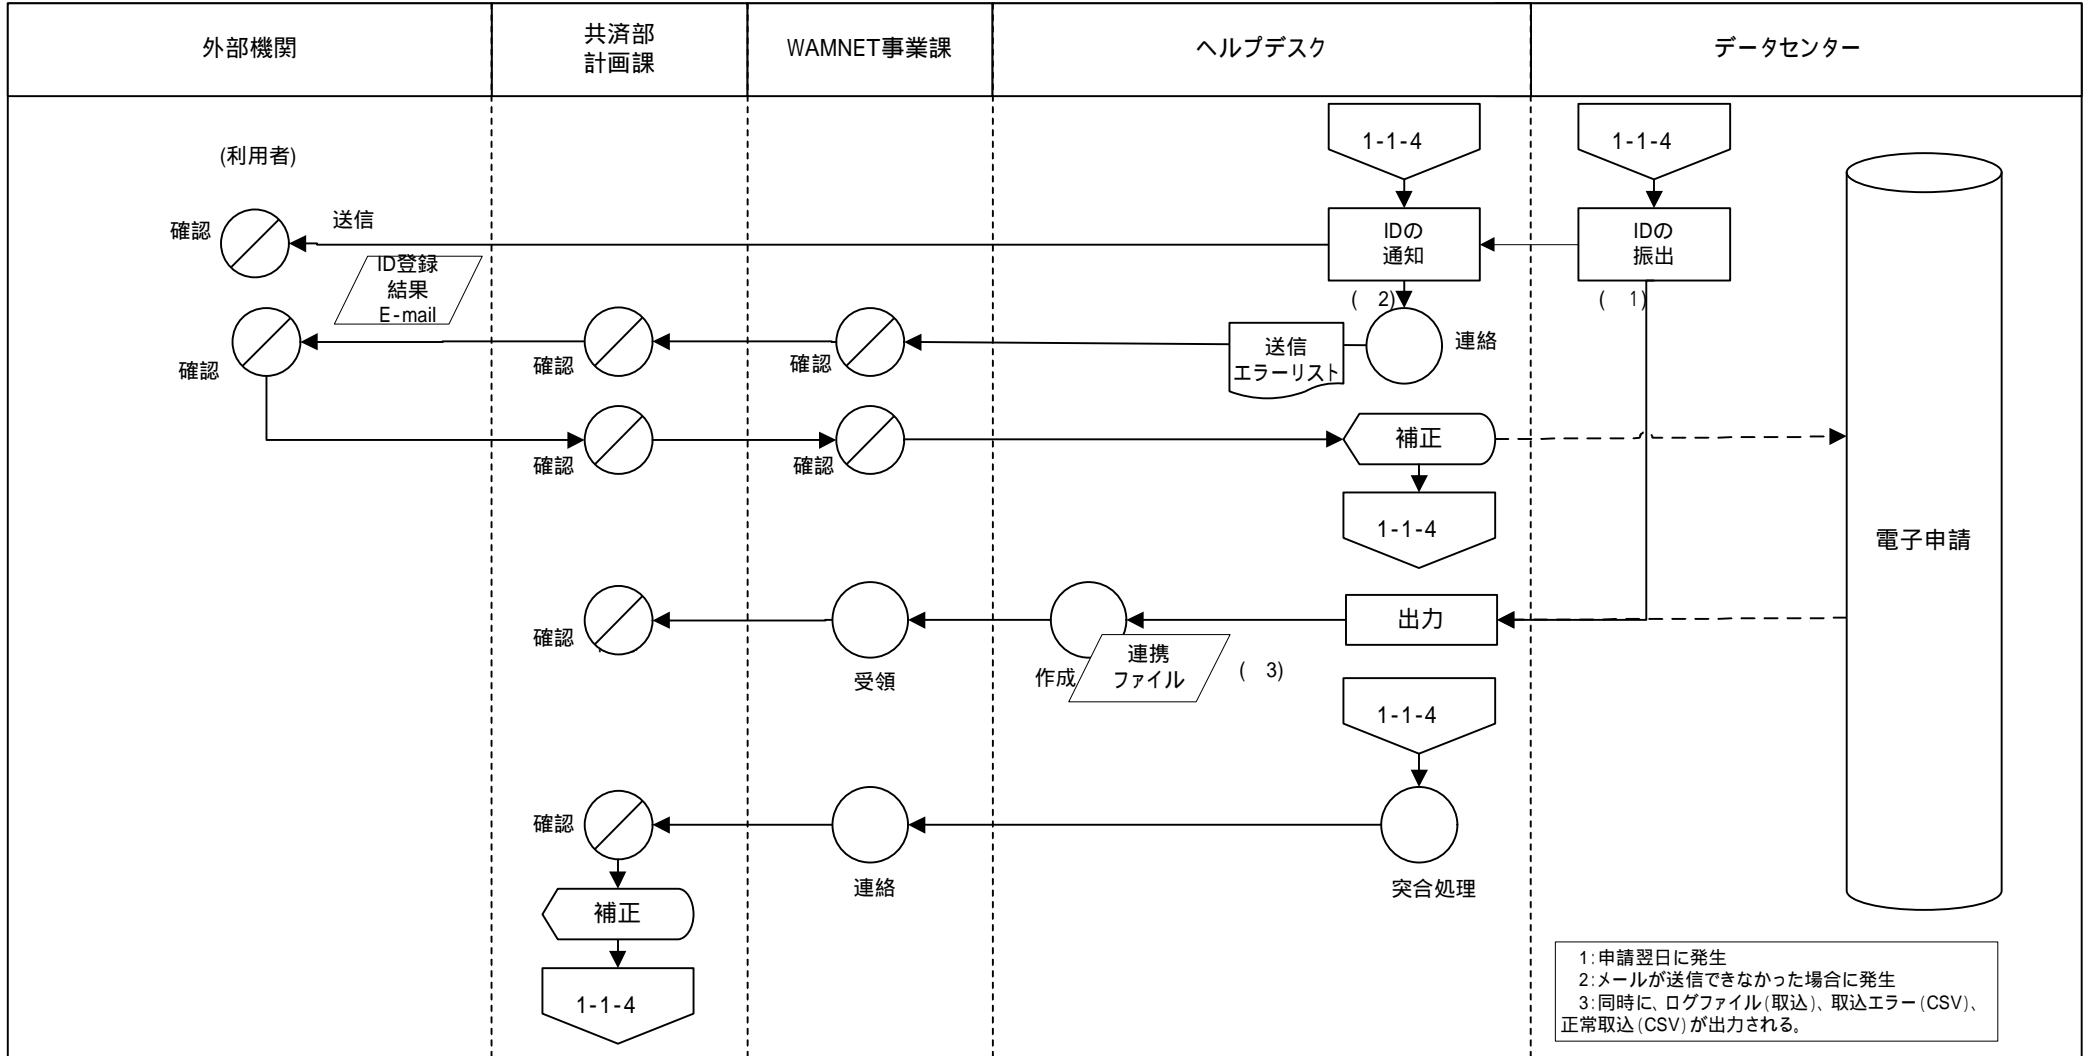 外部機関
共済部
計画課
WAMNET事業課
ヘルプデスク
データセンター
1-1-4
1-1-4
(利用者)
確認
送信
IDの
通知
IDの
振出
ID登録
結果
E-mail
( 2)
( 1)
確認
確認
確認
送信
エラーリスト
連絡
確認
確認
補正
1-1-4
電子申請
確認
受領
作成
連携
ファイル
( 3)
出力
1-1-4
確認
連絡
突合処理
補正
1-1-4
1:申請翌日に発生
2:メールが送信できなかった場合に発生
3:同時に、ログファイル(取込)、取込エラー(CSV)、
正常取込(CSV)が出力される。